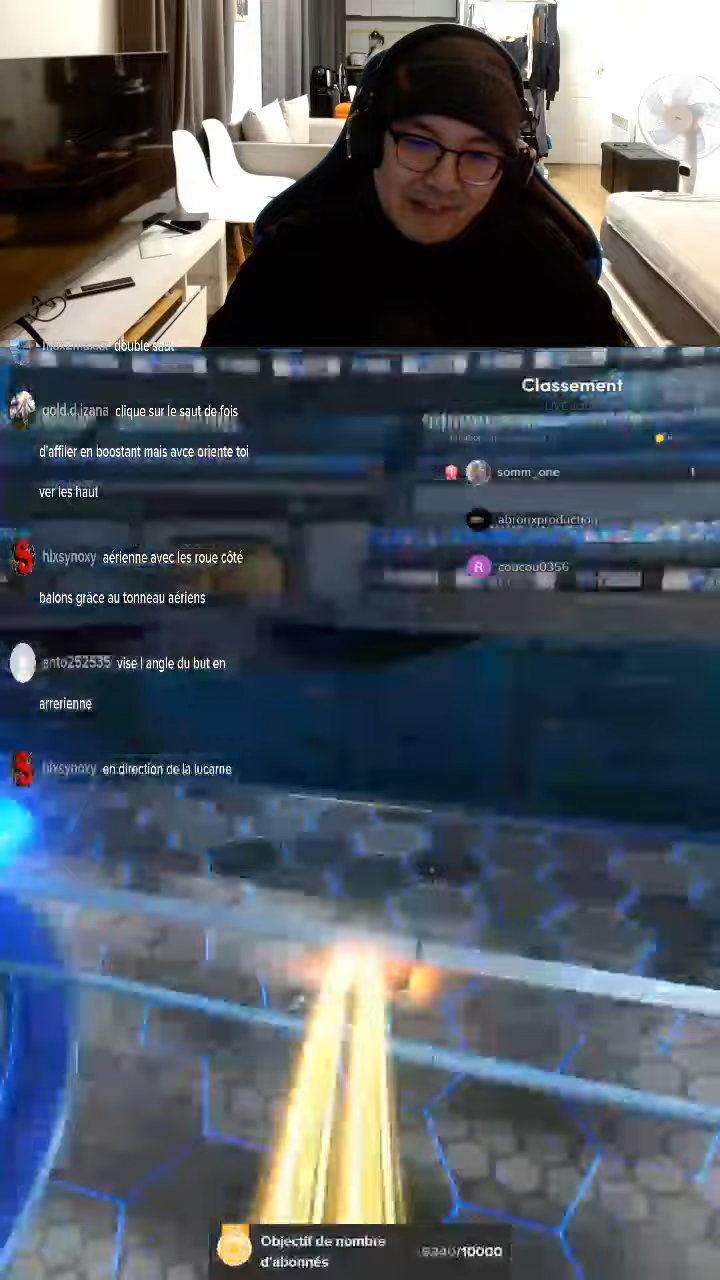 double saut
Classement
gold.d.izana clique sur le saut de fois
d'affiler en boostant mais avce oriente toi
ver les haut
somm_one
abronxproduction
hlxsynoxy aérienne avec les roue côté
coucou0356
balons grâce au tonneau aériens
anto252535 vise l angle du but en
arrerienne
hlxsynoxy en direction de la lucarne
Objectif de nombre
d'abonnés
/10000